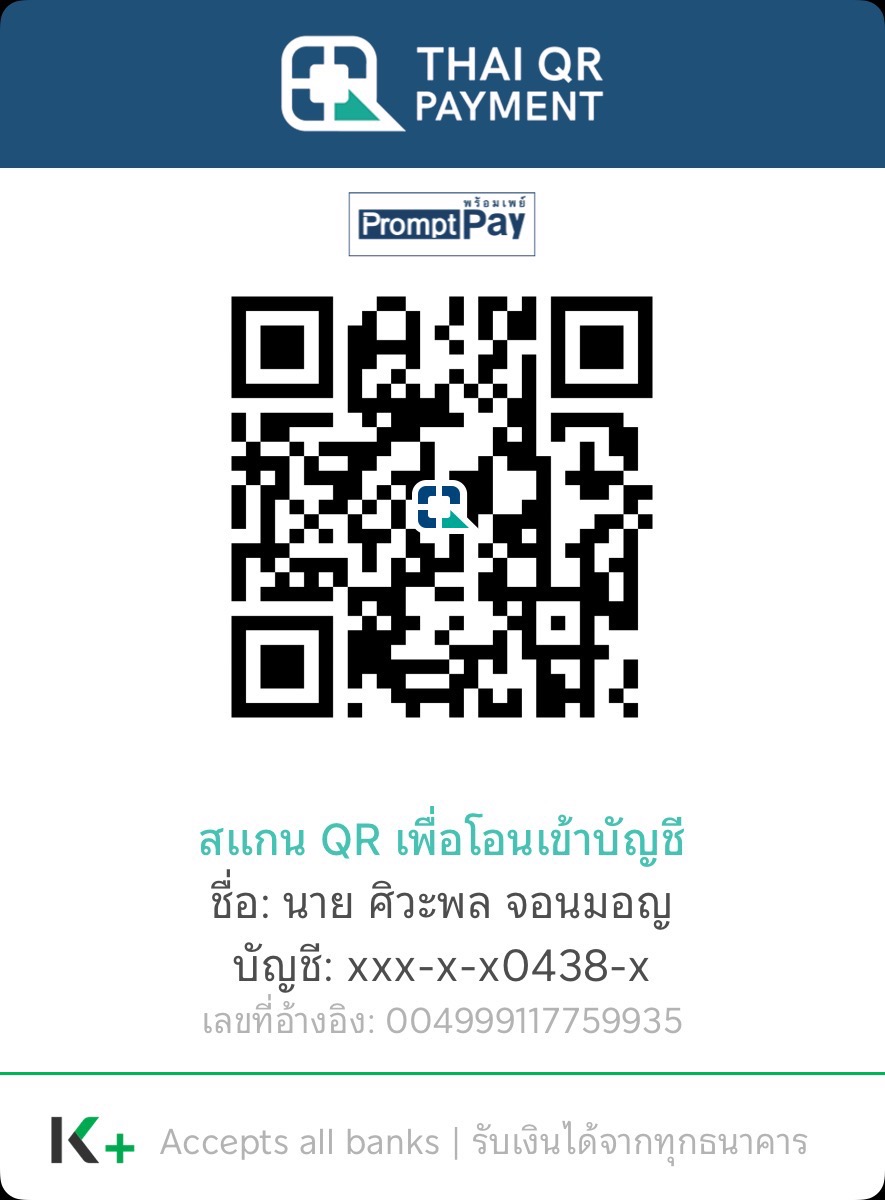 THAI QR
PAYMENT
พร้อมเพย์
PromptPay
สแกน QR เพื่อโอนเข้าบัญชี
ชื่อ: นาย ศิวะพล จอนมอญ
บัญชี: xxx-x-x0438-x
เลขที่อ้างอิง: 004999117759935
K+ Accepts all banks | รับเงินได้จากทุกธนาคาร